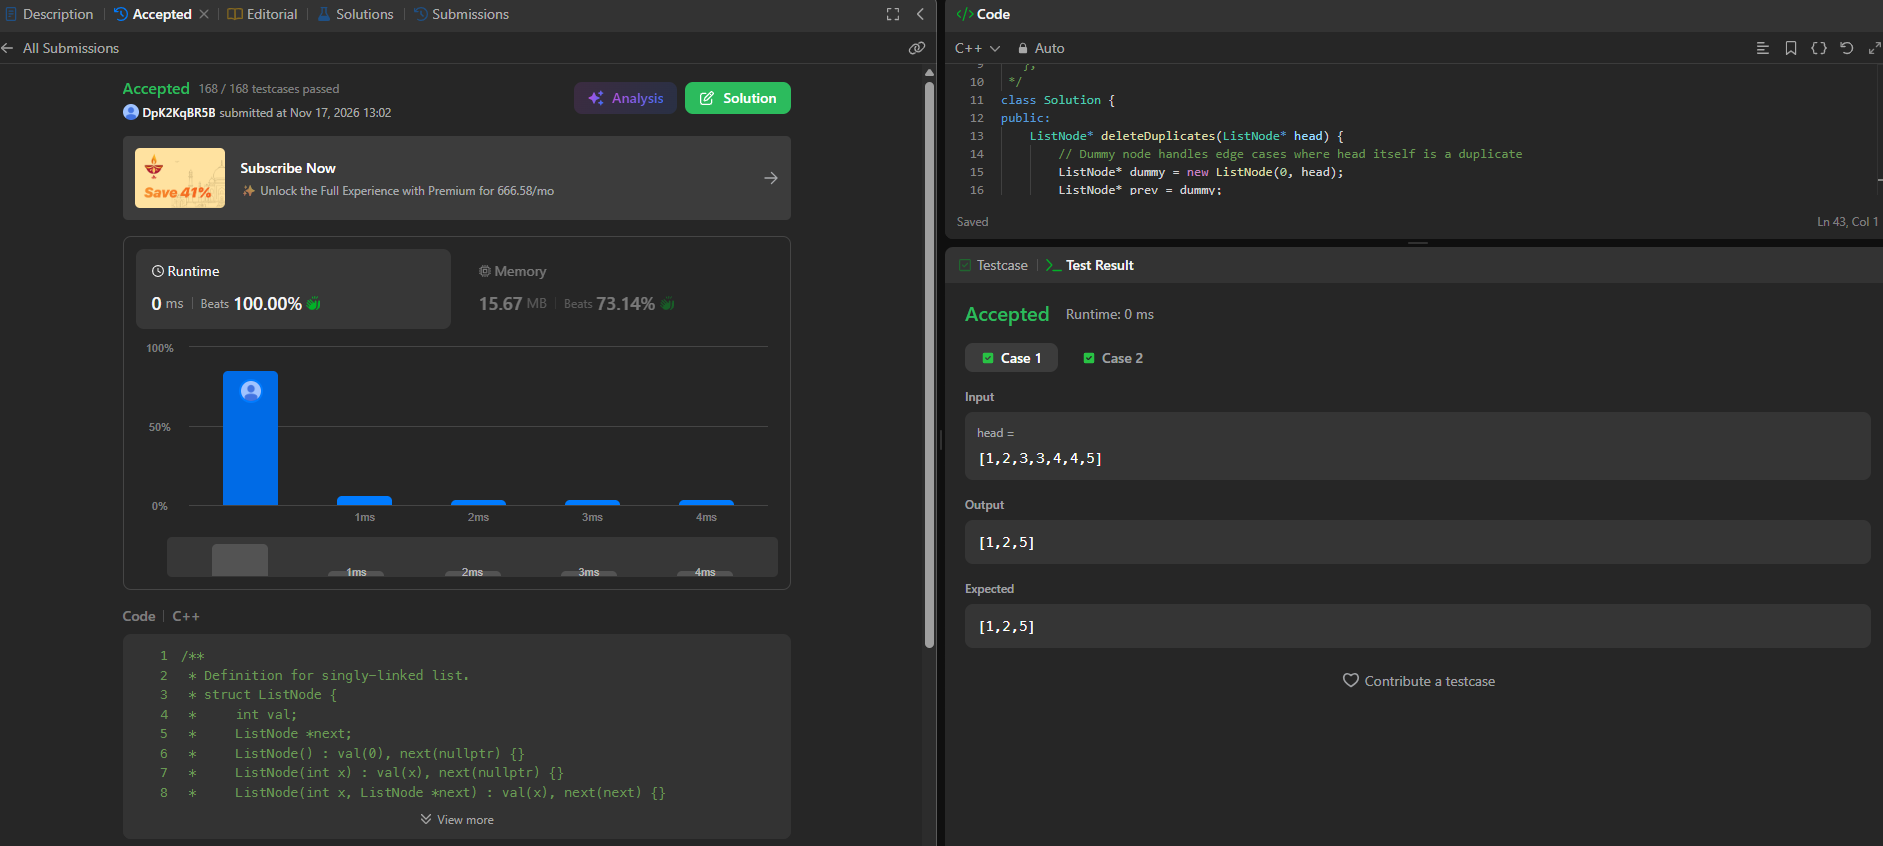 Description
Accepted
Editorial
Solutions
Submissions
All Submissions
Accepted 168 / 168 testcases passed
DpK2KqBR5B submitted at Nov 17, 2026 13:02
Analysis
Solution
Save 41%
Subscribe Now
✨ Unlock the Full Experience with Premium for 666.58/mo
Runtime
0 ms | Beats 100.00%
Memory
15.67 MB | Beats 73.14%
100%
50%
0%
1ms 2ms 3ms 4ms
1ms 2ms 3ms 4ms
Code | C++
1 /**
2 * Definition for singly-linked list.
3 * struct ListNode {
4 *     int val;
5 *     ListNode *next;
6 *     ListNode() : val(0), next(nullptr) {}
7 *     ListNode(int x) : val(x), next(nullptr) {}
8 *     ListNode(int x, ListNode *next) : val(x), next(next) {}
View more
</> Code
C++
Auto
9 };
10 */
11 class Solution {
12 public:
13     ListNode* deleteDuplicates(ListNode* head) {
14         // Dummy node handles edge cases where head itself is a duplicate
15         ListNode* dummy = new ListNode(0, head);
16         ListNode* prev = dummy;
Saved
Ln 43, Col 1
Testcase
Test Result
Accepted Runtime: 0 ms
Case 1
Case 2
Input
head =
[1,2,3,3,4,4,5]
Output
[1,2,5]
Expected
[1,2,5]
Contribute a testcase